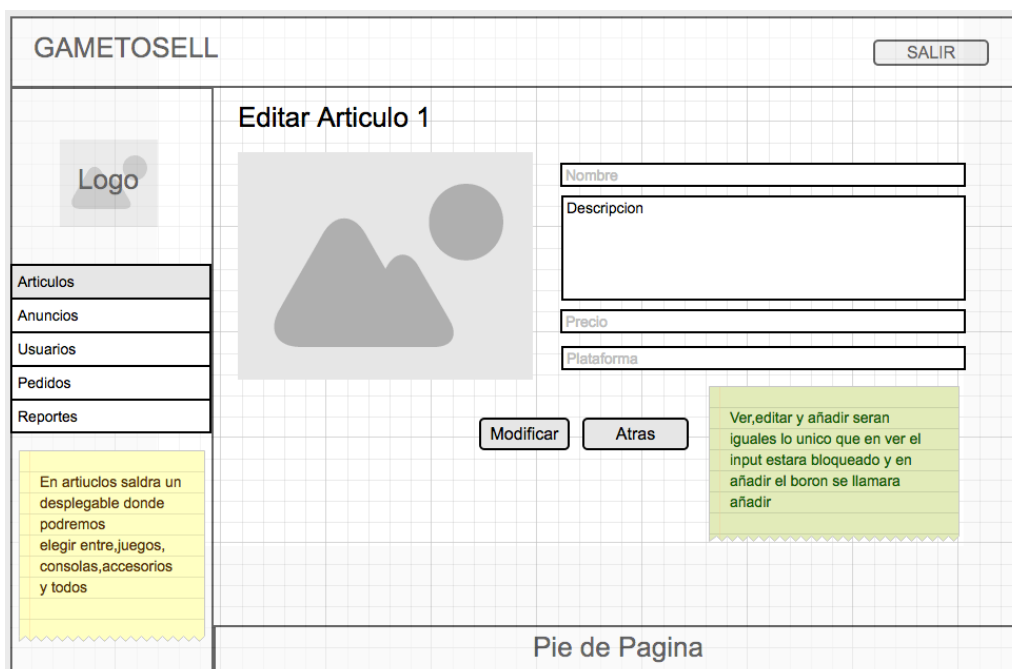 GAMETOSELL
SALIR
Logo
Articulos
Anuncios
Usuarios
Pedidos
Reportes
En artiuclos saldra un
desplegable donde
podremos
elegir entre,juegos,
consolas,accesorios
y todos
Editar Articulo 1
Nombre
Descripcion
Precio
Plataforma
Modificar
Atras
Ver,editar y añadir seran
iguales lo unico que en ver el
input estara bloqueado y en
añadir el boron se llamara
añadir
Pie de Pagina